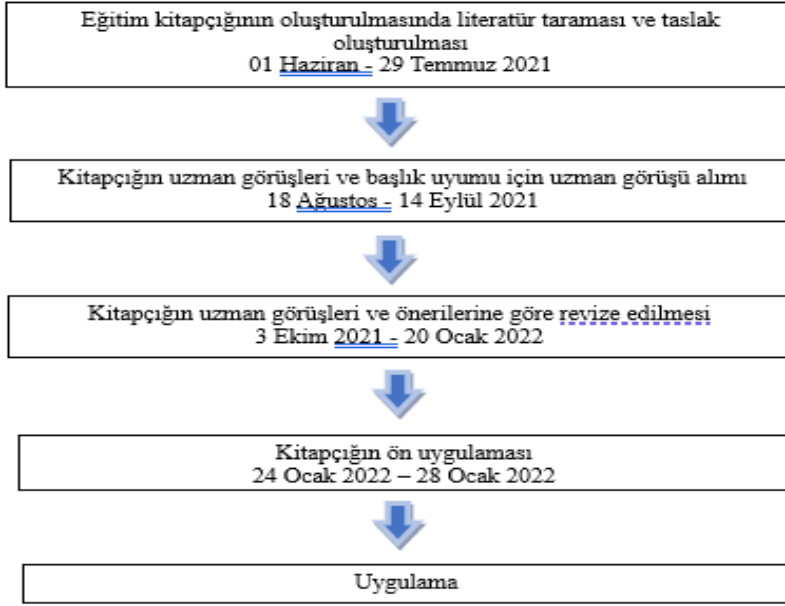 Eğitim kitapçığının oluşturulmasında literatür taraması ve taslak
oluşturulması
01 Haziran - 29 Temmuz 2021
Kitapçığın uzman görüşleri ve başlık uyumu için uzman görüşü alımı
18 Ağustos - 14 Eylül 2021
Kitapçığın uzman görüşleri ve önerilerine göre revize edilmesi
3 Ekim 2021 - 20 Ocak 2022
Kitapçığın ön uygulaması
24 Ocak 2022 – 28 Ocak 2022
Uygulama